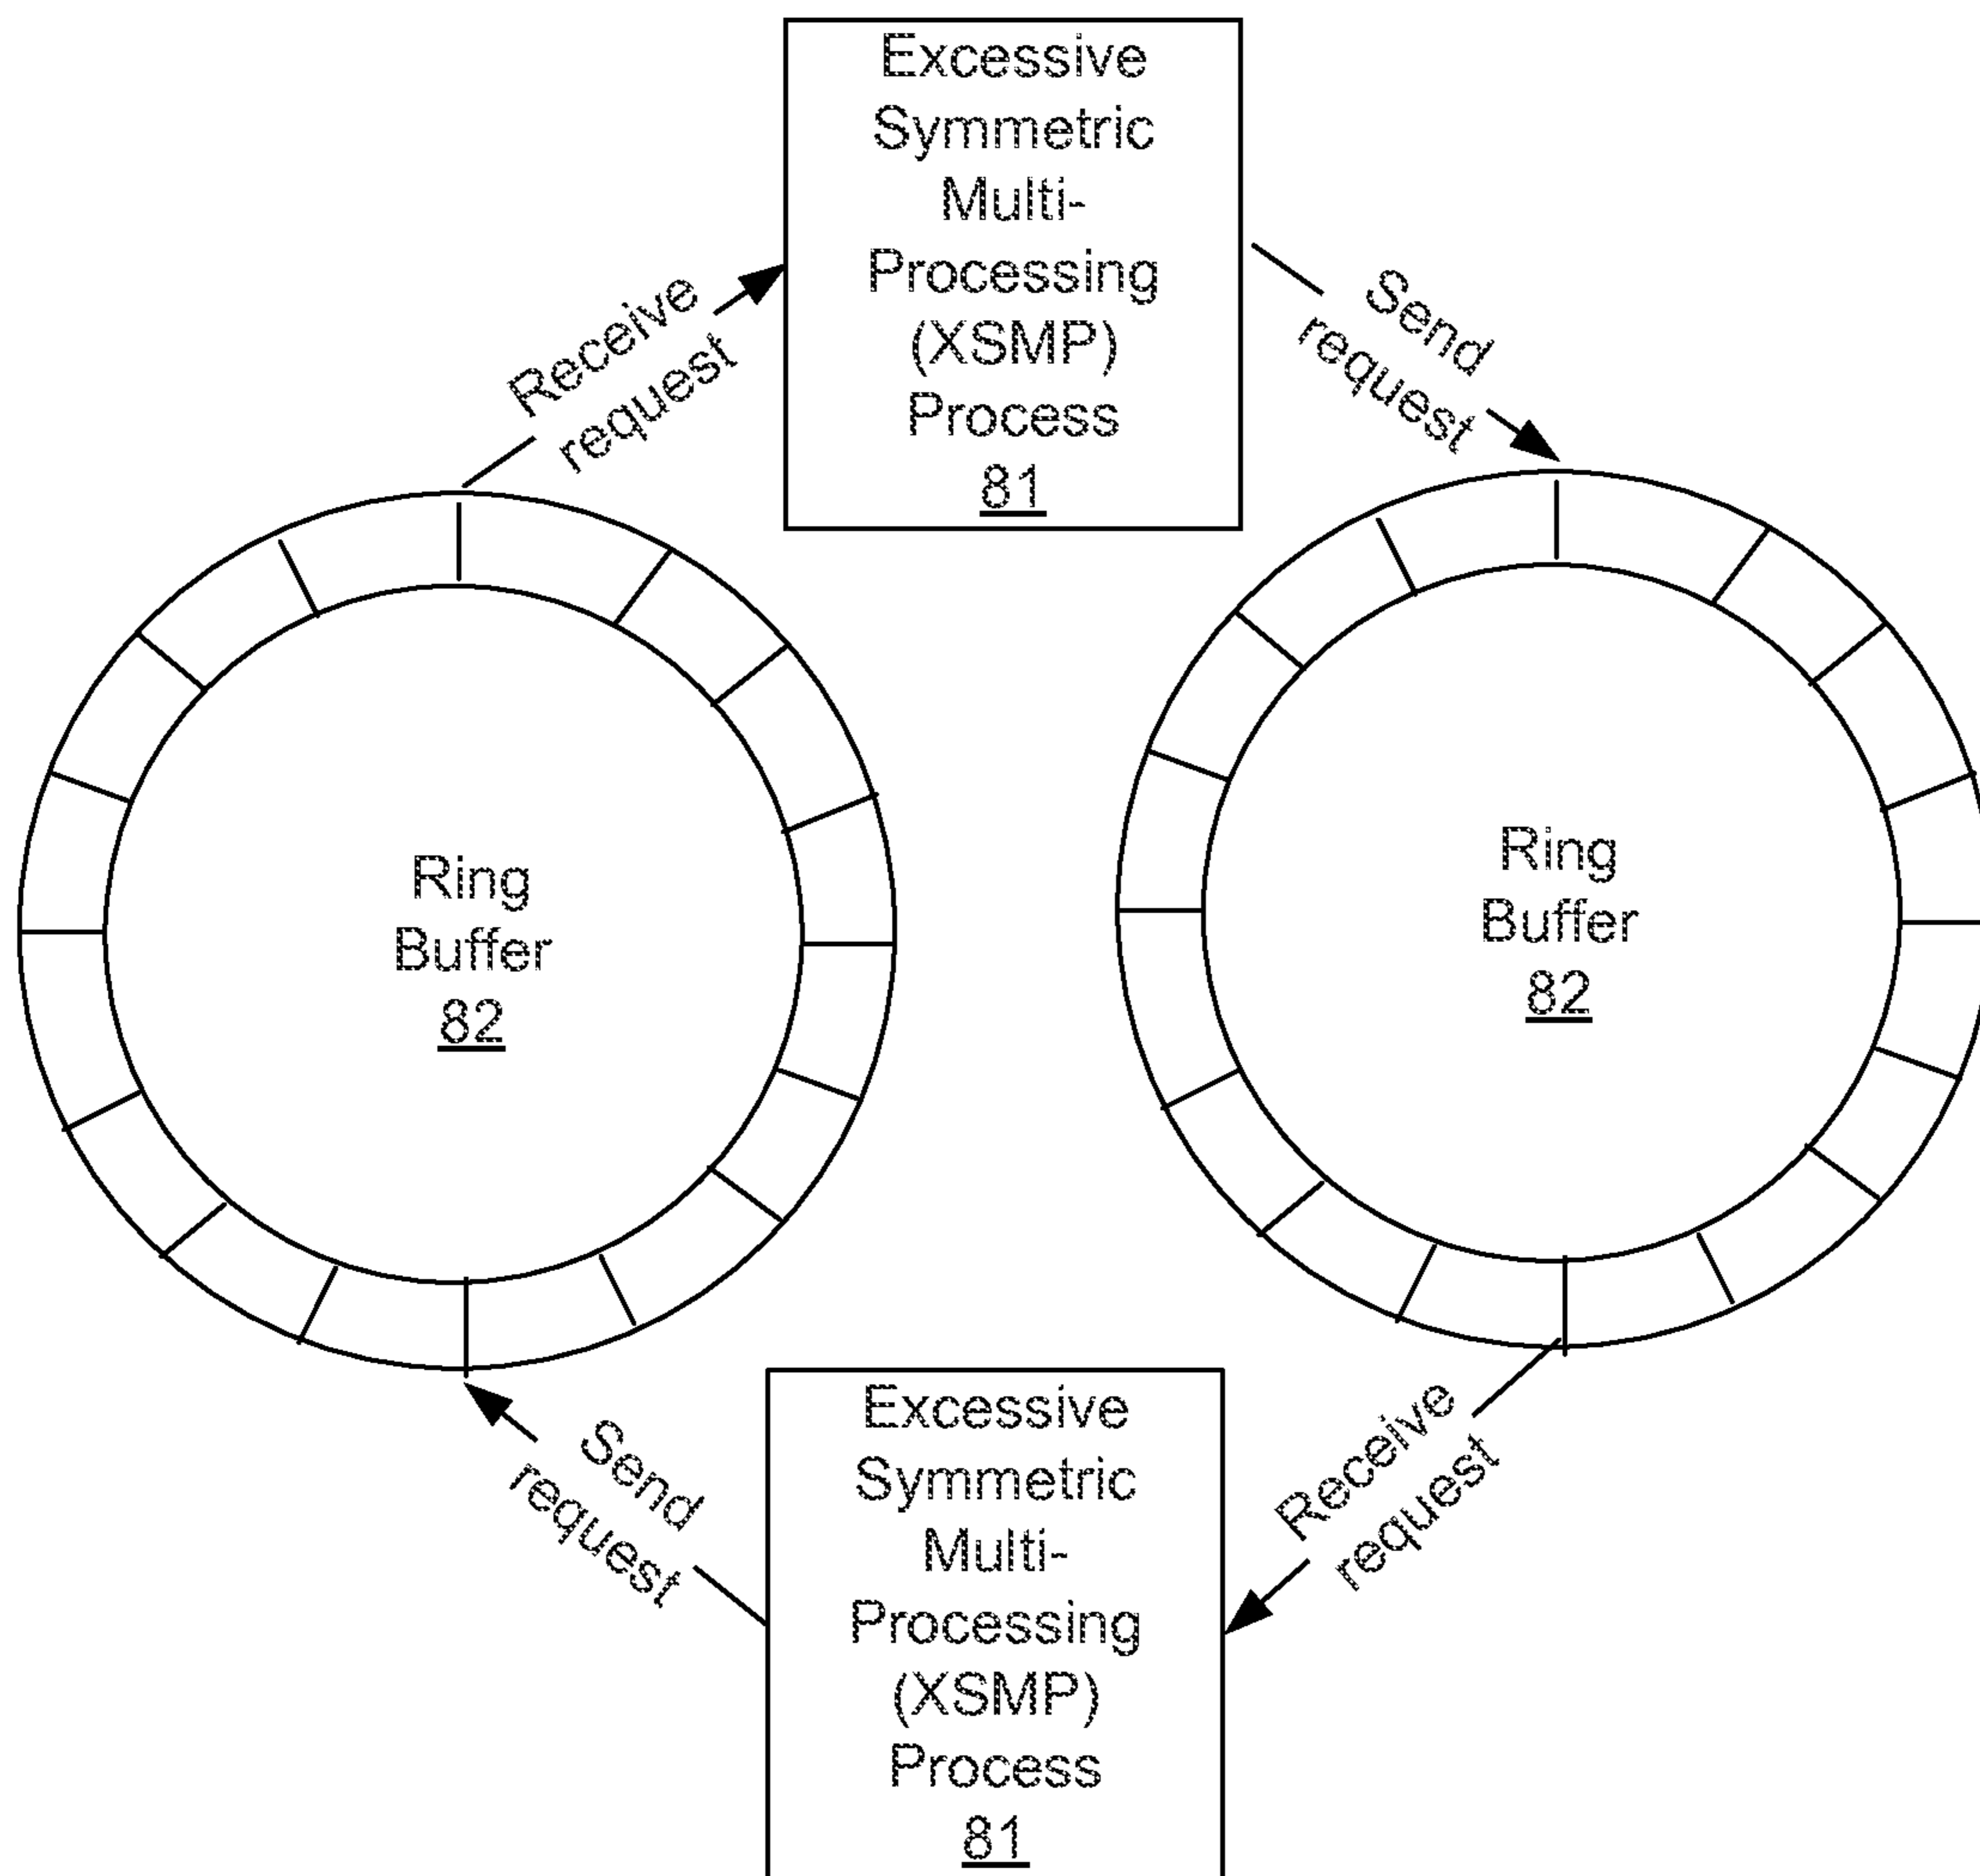 Excessive
Symmetric
Multi-
Processing
(XSMP)
Process
81
Receive
request
Send
request
Ring
Buffer
82
Ring
Buffer
82
Send
request
Receive
request
Excessive
Symmetric
Multi-
Processing
(XSMP)
Process
81